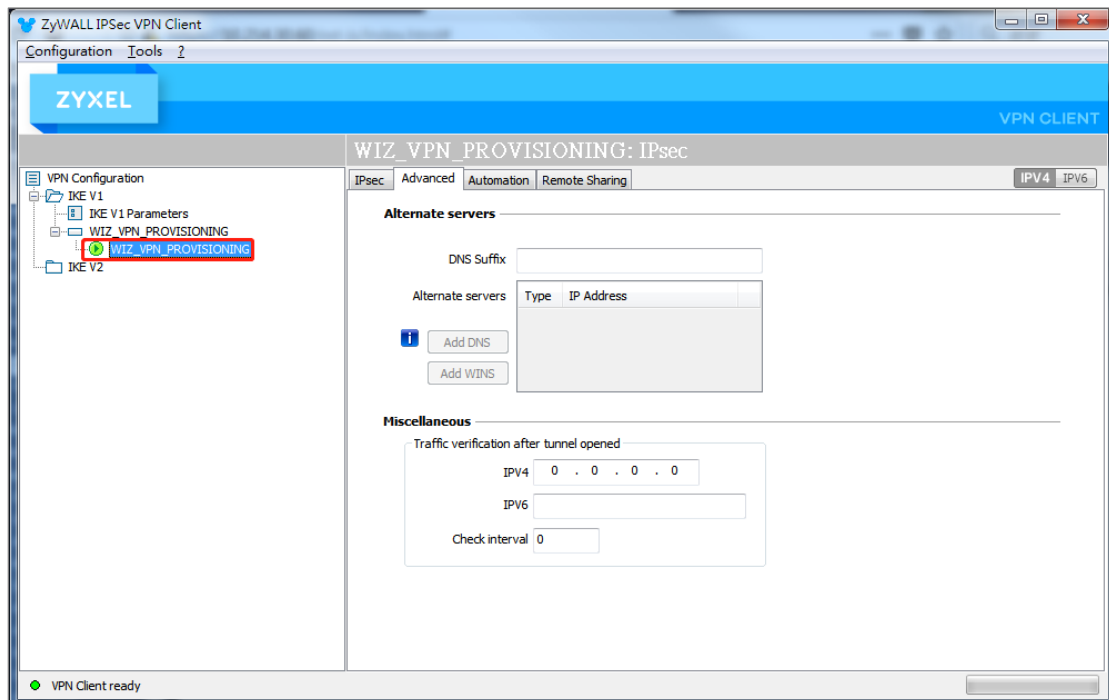 ZyWALL IPSec VPN Client
Configuration Tools ?
ZYXEL
VPN CLIENT
WIZ_VPN_PROVISIONING: IPsec
VPN Configuration
IKE V1
IKE V1 Parameters
WIZ_VPN_PROVISIONING
WIZ_VPN_PROVISIONING
IKE V2
IPsec Advanced Automation Remote Sharing IPV4 IPV6
Alternate servers
DNS Suffix
Alternate servers Type IP Address
Add DNS
Add WINS
Miscellaneous
Traffic verification after tunnel opened
IPV4 0 . 0 . 0 . 0
IPV6
Check interval 0
VPN Client ready